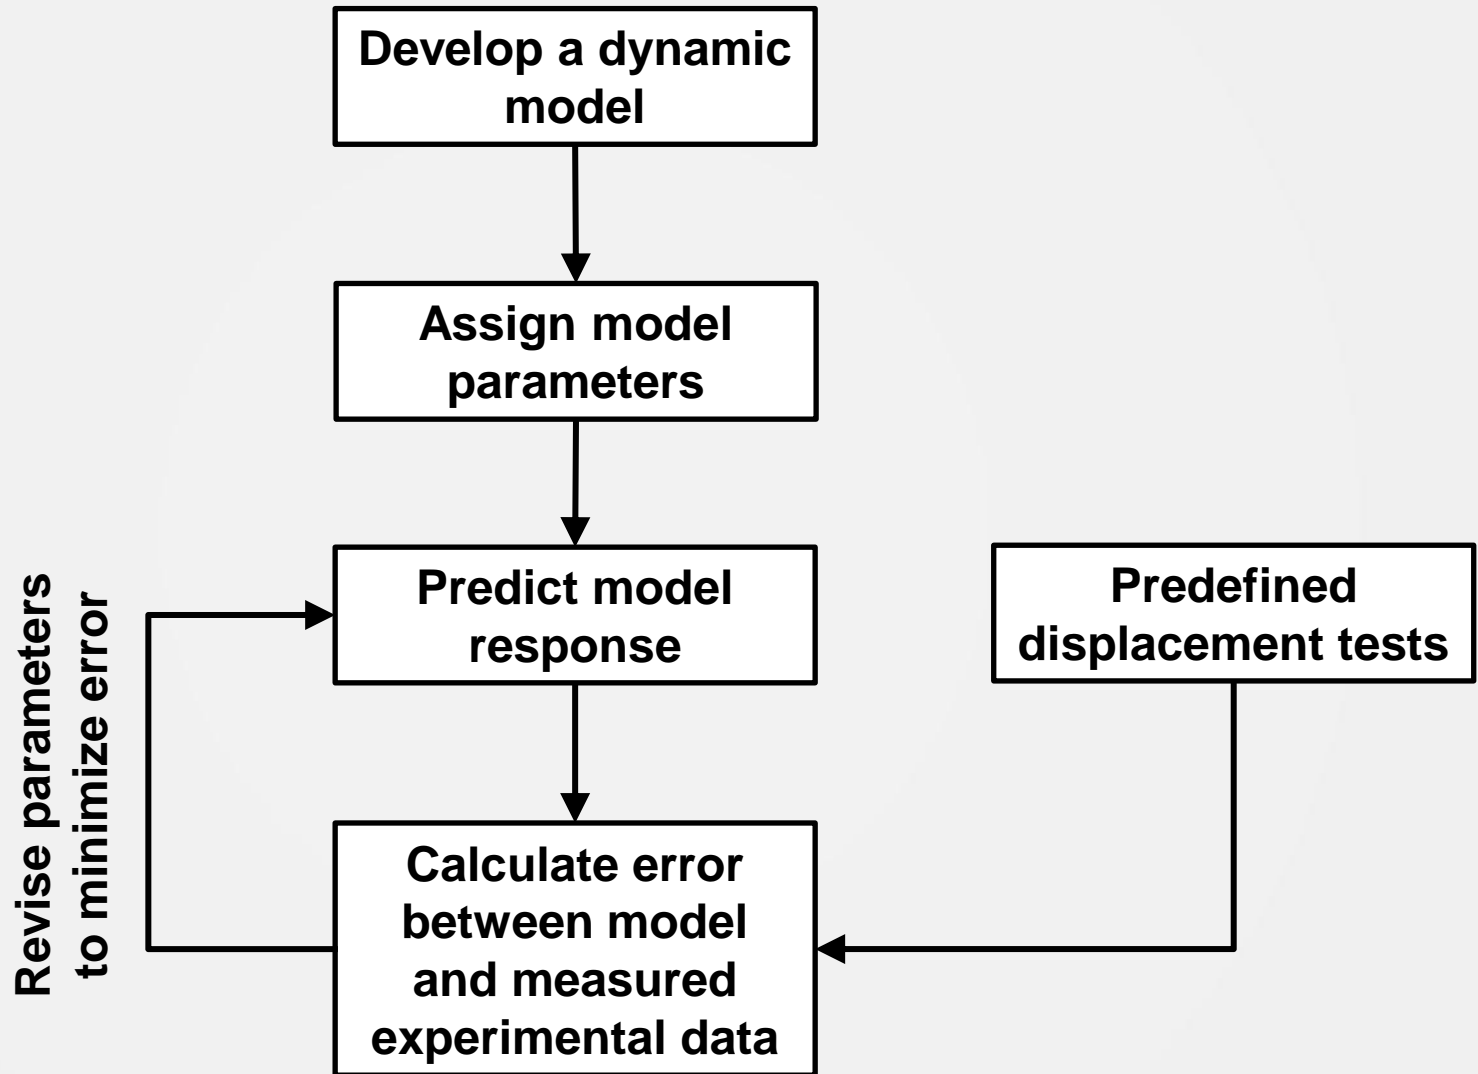 Develop a dynamic
model
Assign model
parameters
Predict model
response
Predefined
displacement tests
Revise parameters
to minimize error
Calculate error
between model
and measured
experimental data